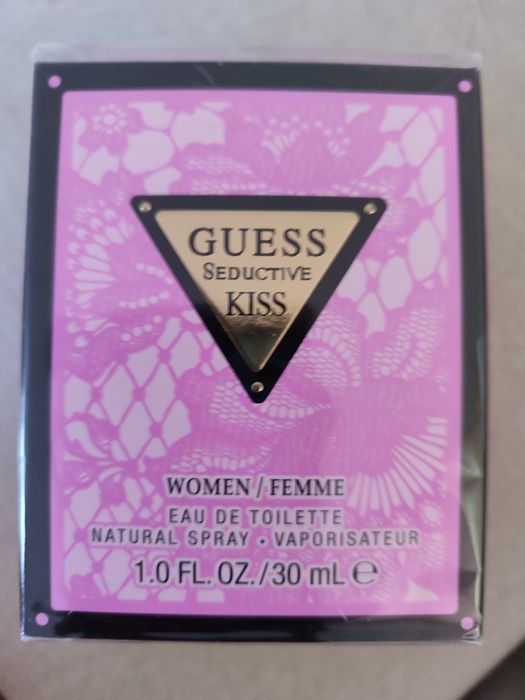 GUESS
SEDUCTIVE
KISS
WOMEN / FEMME
EAU DE TOILETTE
NATURAL SPRAY • VAPORISATEUR
1.0 FL. OZ./30 mL ℮